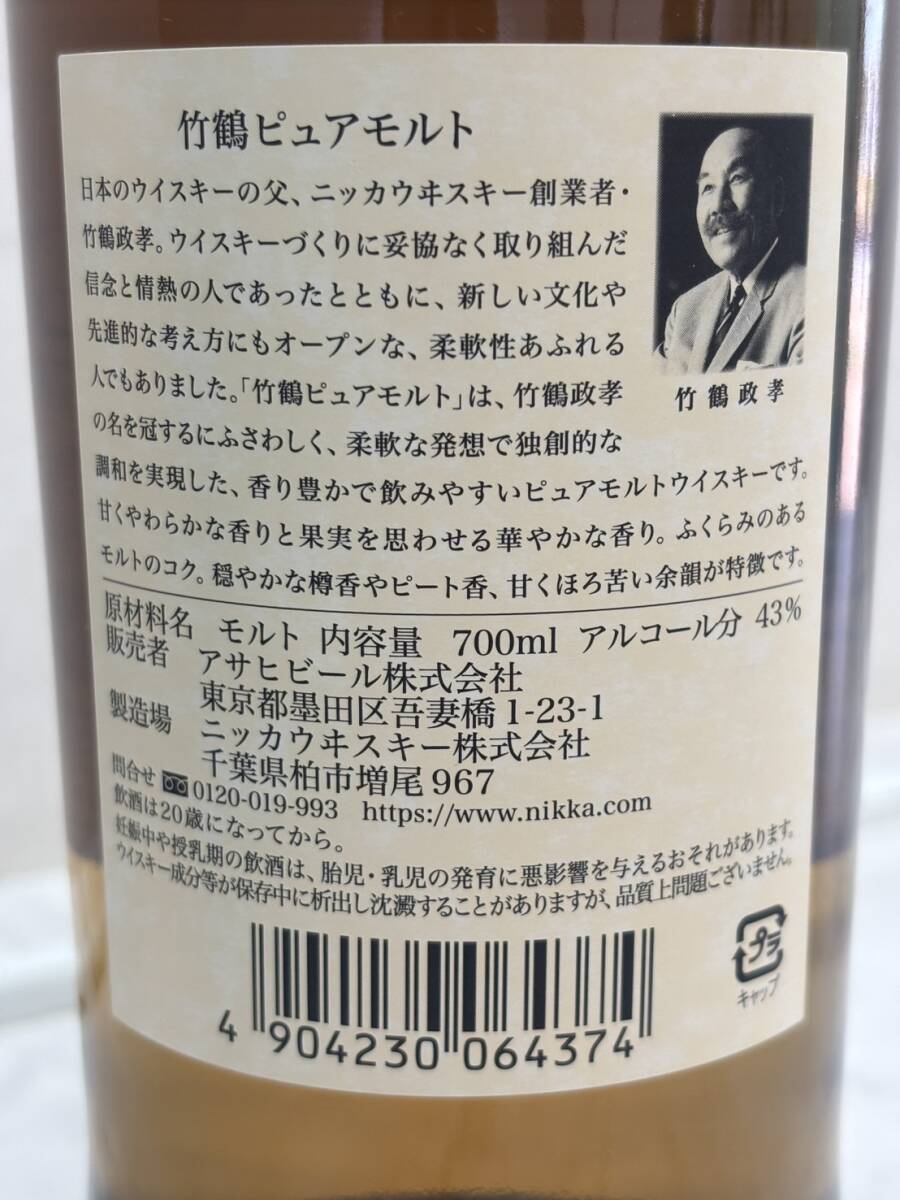 竹鶴ピュアモルト
日本のウイスキーの父、ニッカウヰスキー創業者・
竹鶴政孝。ウイスキーづくりに妥協なく取り組んだ
信念と情熱の人であったとともに、新しい文化や
先進的な考え方にもオープンな、柔軟性あふれる
人でもありました。「竹鶴ピュアモルト」は、竹鶴政孝
の名を冠するにふさわしく、柔軟な発想で独創的な
調和を実現した、香り豊かで飲みやすいピュアモルトウイスキーです。
甘くやわらかな香りと果実を思わせる華やかな香り。ふくらみのある
モルトのコク。穏やかな樽香やピート香、甘くほろ苦い余韻が特徴です。
竹鶴政孝
原材料名 モルト 内容量 700ml アルコール分 43%
販売者 アサヒビール株式会社
東京都墨田区吾妻橋1-23-1
製造場 ニッカウヰスキー株式会社
千葉県柏市増尾967
問合せ 0120-019-993 https://www.nikka.com
飲酒は20歳になってから。
妊娠中や授乳期の飲酒は、胎児・乳児の発育に悪影響を与えるおそれがあります。
ウイスキー成分等が保存中に析出し沈澱することがありますが、品質上問題ございません。
プラ
キャップ
4 904230 064374